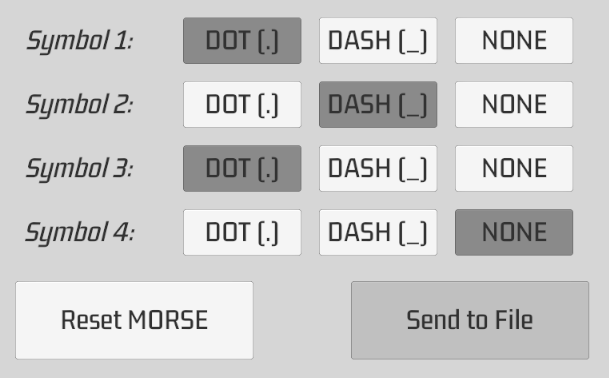 Symbol 1: DOT (.) DASH (_) NONE
Symbol 2: DOT (.) DASH (_) NONE
Symbol 3: DOT (.) DASH (_) NONE
Symbol 4: DOT (.) DASH (_) NONE
Reset MORSE Send to File